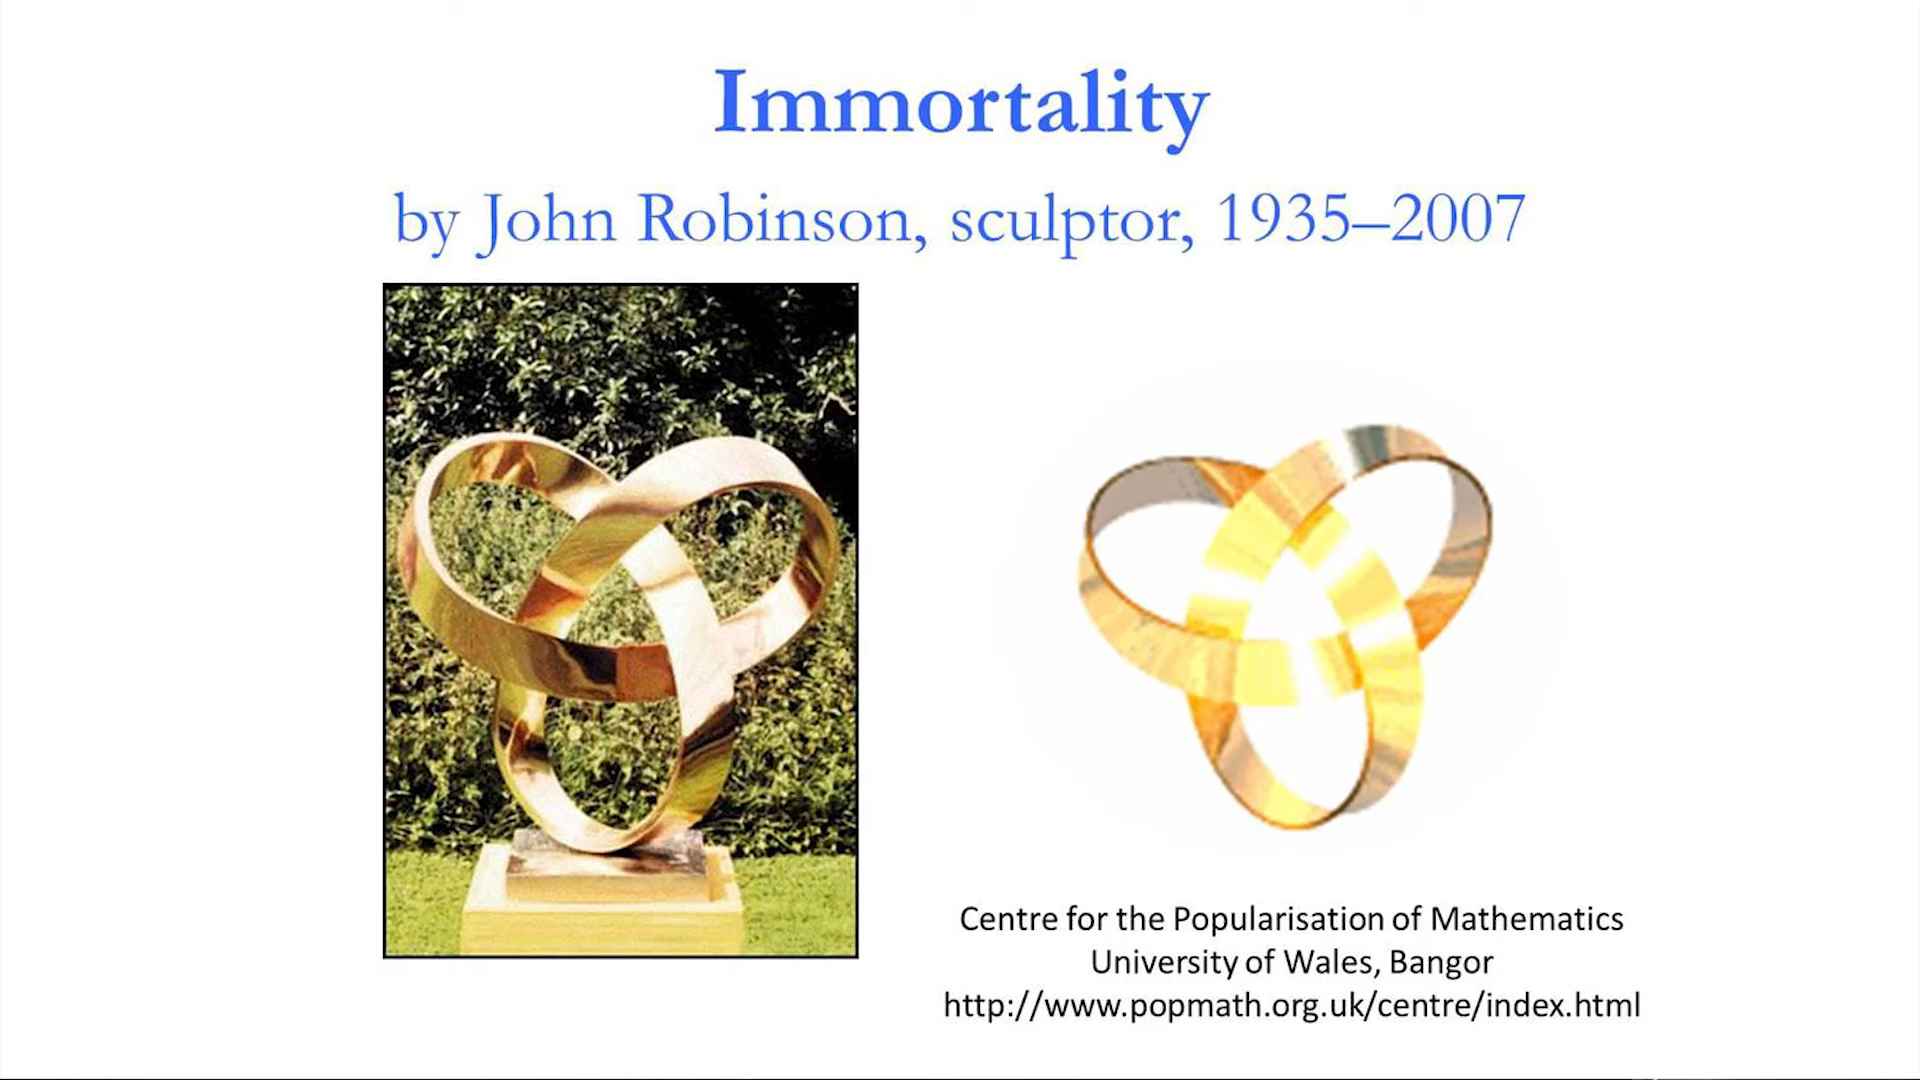 Immortality
by John Robinson, sculptor, 1935–2007
Centre for the Popularisation of Mathematics
University of Wales, Bangor
http://www.popmath.org.uk/centre/index.html